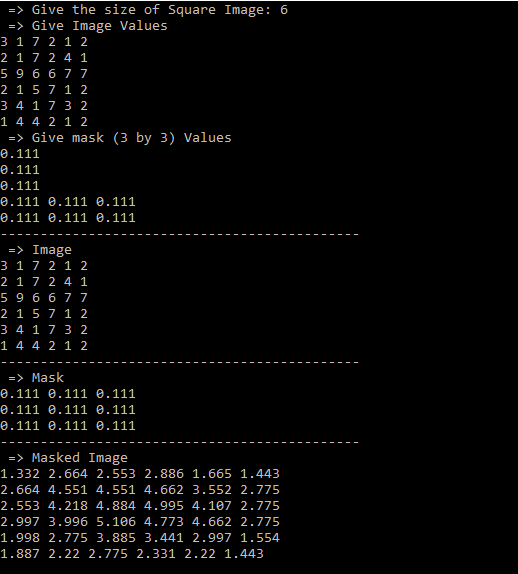 => Give the size of Square Image: 6
=> Give Image Values
3 1 7 2 1 2
2 1 7 2 4 1
5 9 6 6 7 7
2 1 5 7 1 2
3 4 1 7 3 2
1 4 4 2 1 2
=> Give mask (3 by 3) Values
0.111
0.111
0.111
0.111 0.111 0.111
0.111 0.111 0.111
---------------------------------------------
=> Image
3 1 7 2 1 2
2 1 7 2 4 1
5 9 6 6 7 7
2 1 5 7 1 2
3 4 1 7 3 2
1 4 4 2 1 2
---------------------------------------------
=> Mask
0.111 0.111 0.111
0.111 0.111 0.111
0.111 0.111 0.111
---------------------------------------------
=> Masked Image
1.332 2.664 2.553 2.886 1.665 1.443
2.664 4.551 4.551 4.662 3.552 2.775
2.553 4.218 4.884 4.995 4.107 2.775
2.997 3.996 5.106 4.773 4.662 2.775
1.998 2.775 3.885 3.441 2.997 1.554
1.887 2.22 2.775 2.331 2.22 1.443